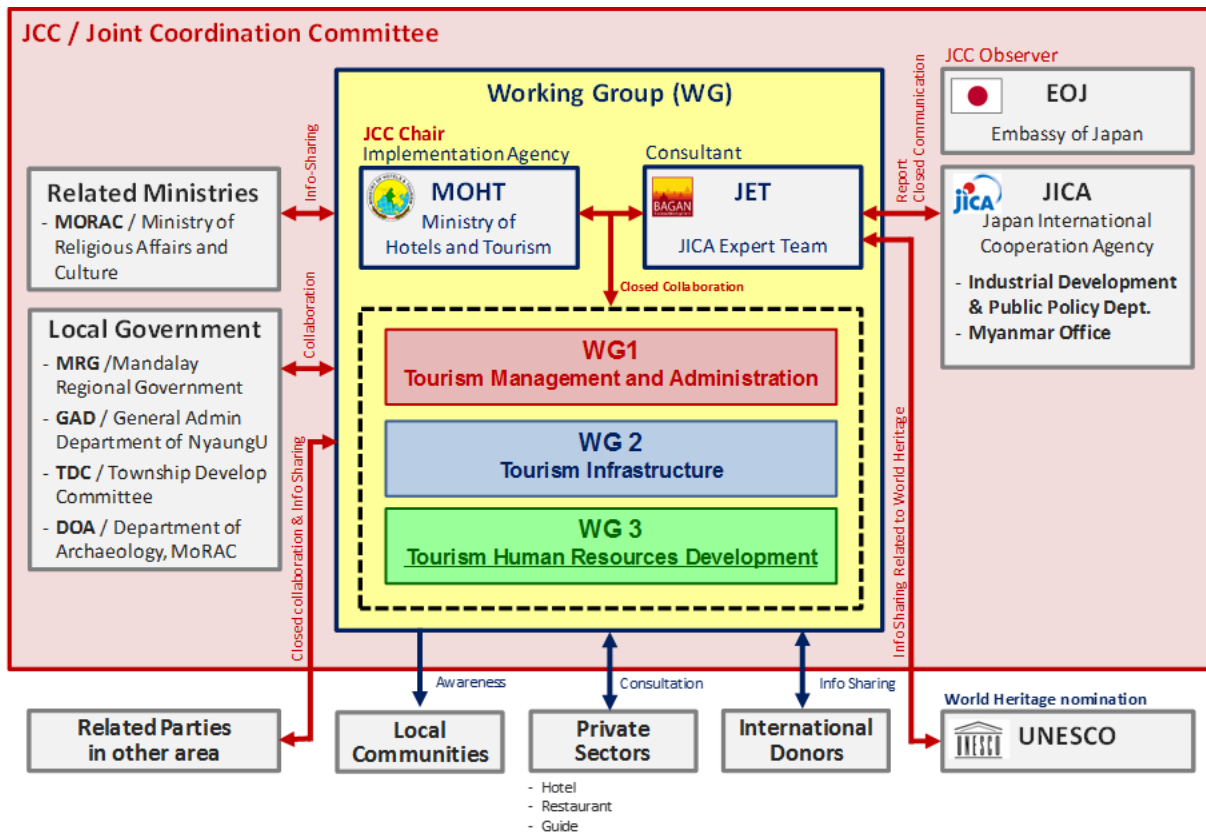 JCC / Joint Coordination Committee
JCC Observer
EOJ
Embassy of Japan
Working Group (WG)
JCC Chair
Implementation Agency
MOHT
Ministry of
Hotels and Tourism
Consultant
BAGAN
JET
JICA Expert Team
Report
Closed Communication
jICA
JICA
Japan International
Cooperation Agency
- Industrial Development
& Public Policy Dept.
- Myanmar Office
Info-Sharing
Related Ministries
- MORAC / Ministry of
Religious Affairs and
Culture
Closed Collaboration
Collaboration
Local Government
- MRG /Mandalay
Regional Government
- GAD / General Admin
Department of NyaungU
- TDC / Township Develop
Committee
- DOA / Department of
Archaeology, MoRAC
WG1
Tourism Management and Administration
WG 2
Tourism Infrastructure
WG 3
Tourism Human Resources Development
Closed collaboration & Info Sharing
InfoSharing Related to World Heritage
Awareness
Consultation
Info Sharing
World Heritage nomination
Related Parties
in other area
Local
Communities
Private
Sectors
International
Donors
UNESCO
UNESCO
- Hotel
- Restaurant
- Guide